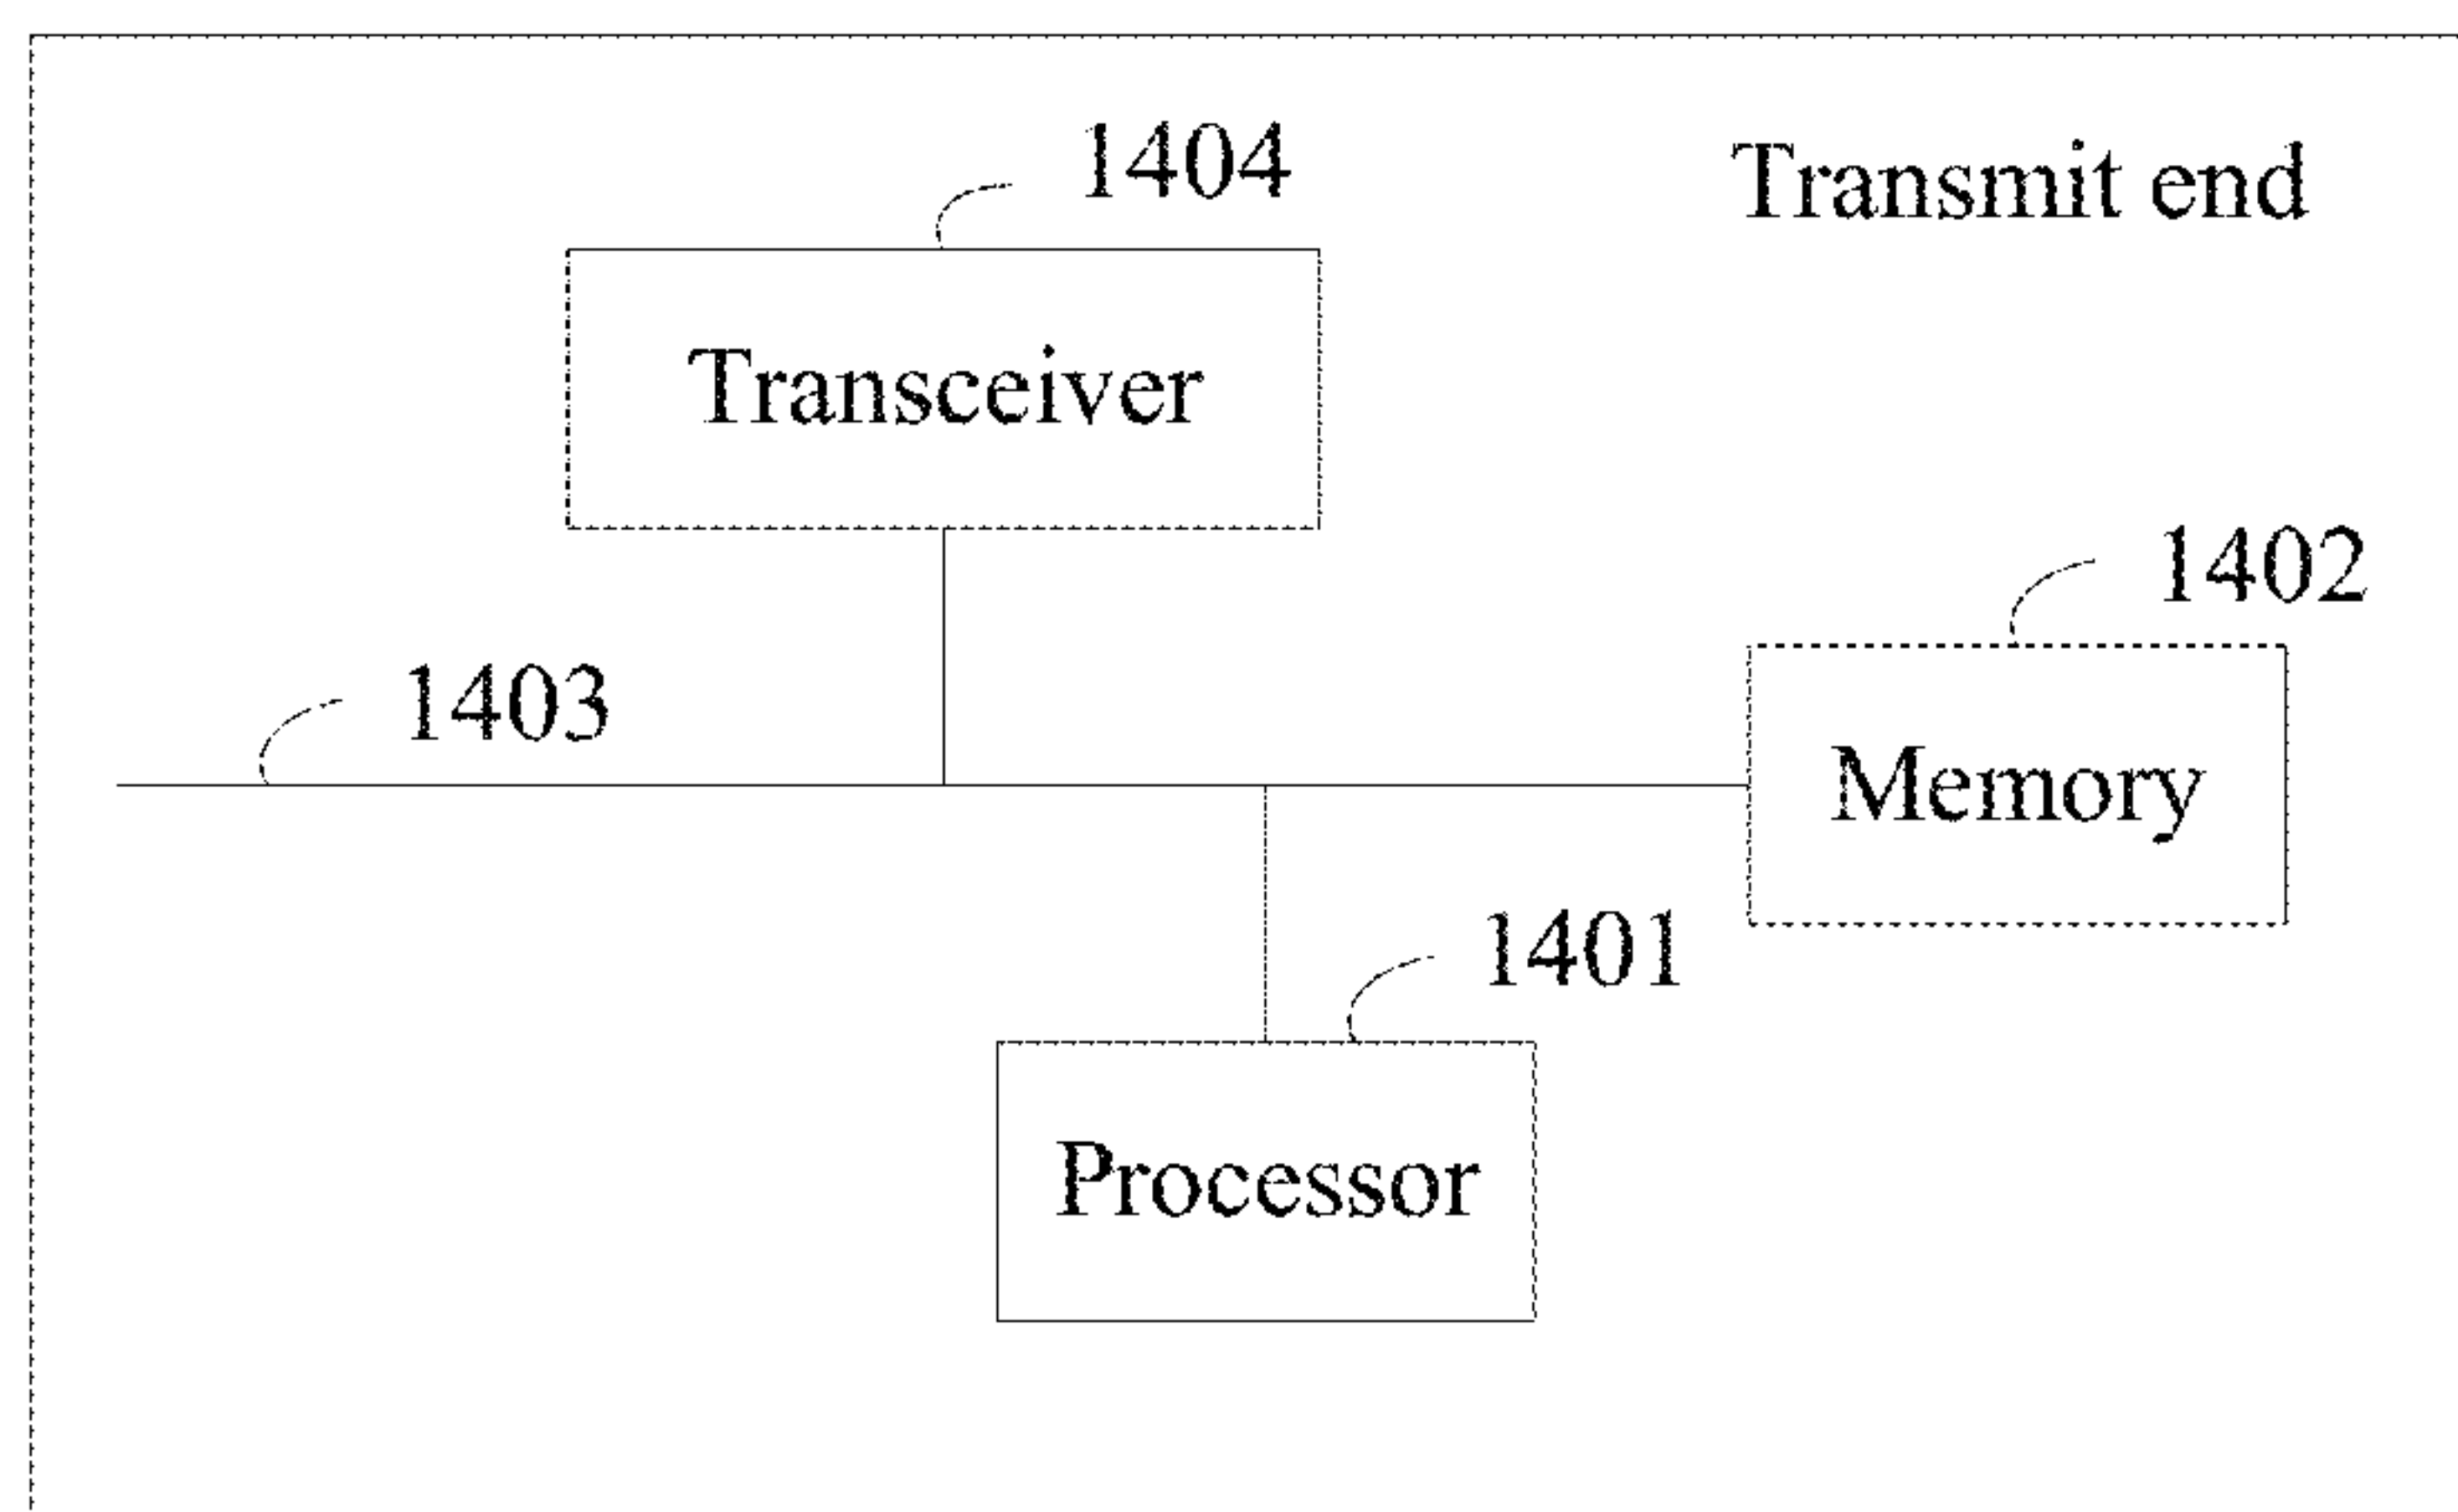 1404
Transmit end
Transceiver
1402
1403
Memory
1401
Processor